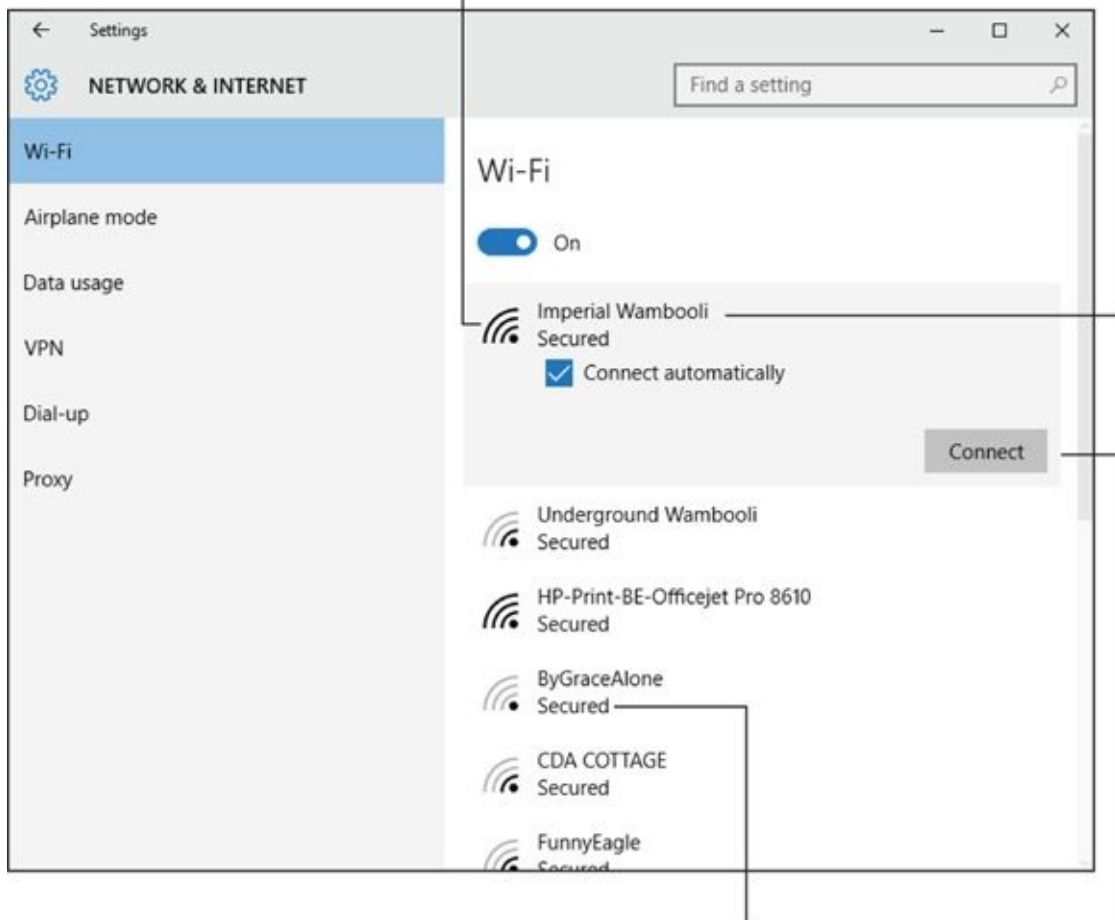 Settings
NETWORK & INTERNET
Find a setting
Wi-Fi
Airplane mode
Data usage
VPN
Dial-up
Proxy
Wi-Fi
On
Imperial Wambooli
Secured
Connect automatically
Connect
Underground Wambooli
Secured
HP-Print-BE-Officejet Pro 8610
Secured
ByGraceAlone
Secured
CDA COTTAGE
Secured
FunnyEagle
Secured